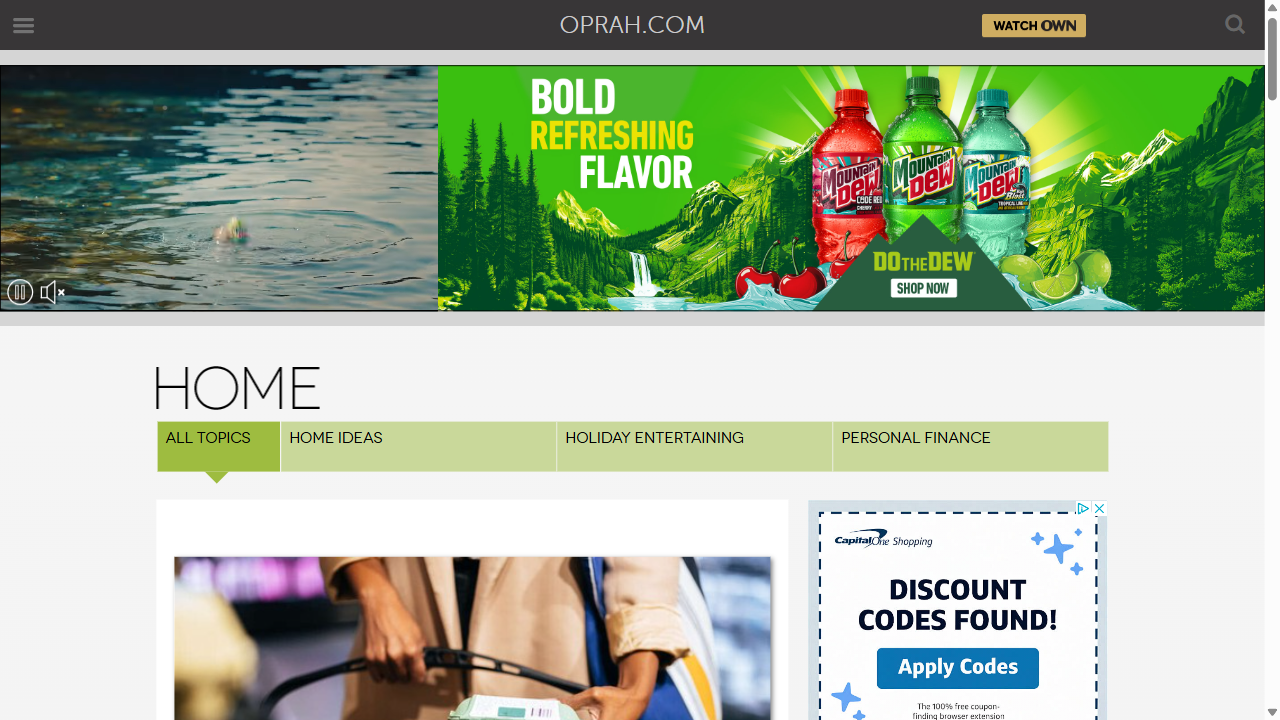 OPRAH.COM
WATCH OWN
BOLD
REFRESHING
FLAVOR
MOUNTAIN
DEW
CODE RED
CHERRY
MOUNTAIN
DEW
MOUNTAIN
DEW
DO THE DEW
SHOP NOW
HOME
ALL TOPICS
HOME IDEAS
HOLIDAY ENTERTAINING
PERSONAL FINANCE
Capital One Shopping
DISCOUNT
CODES FOUND!
Apply Codes
The 100% free coupon-
finding browser extension